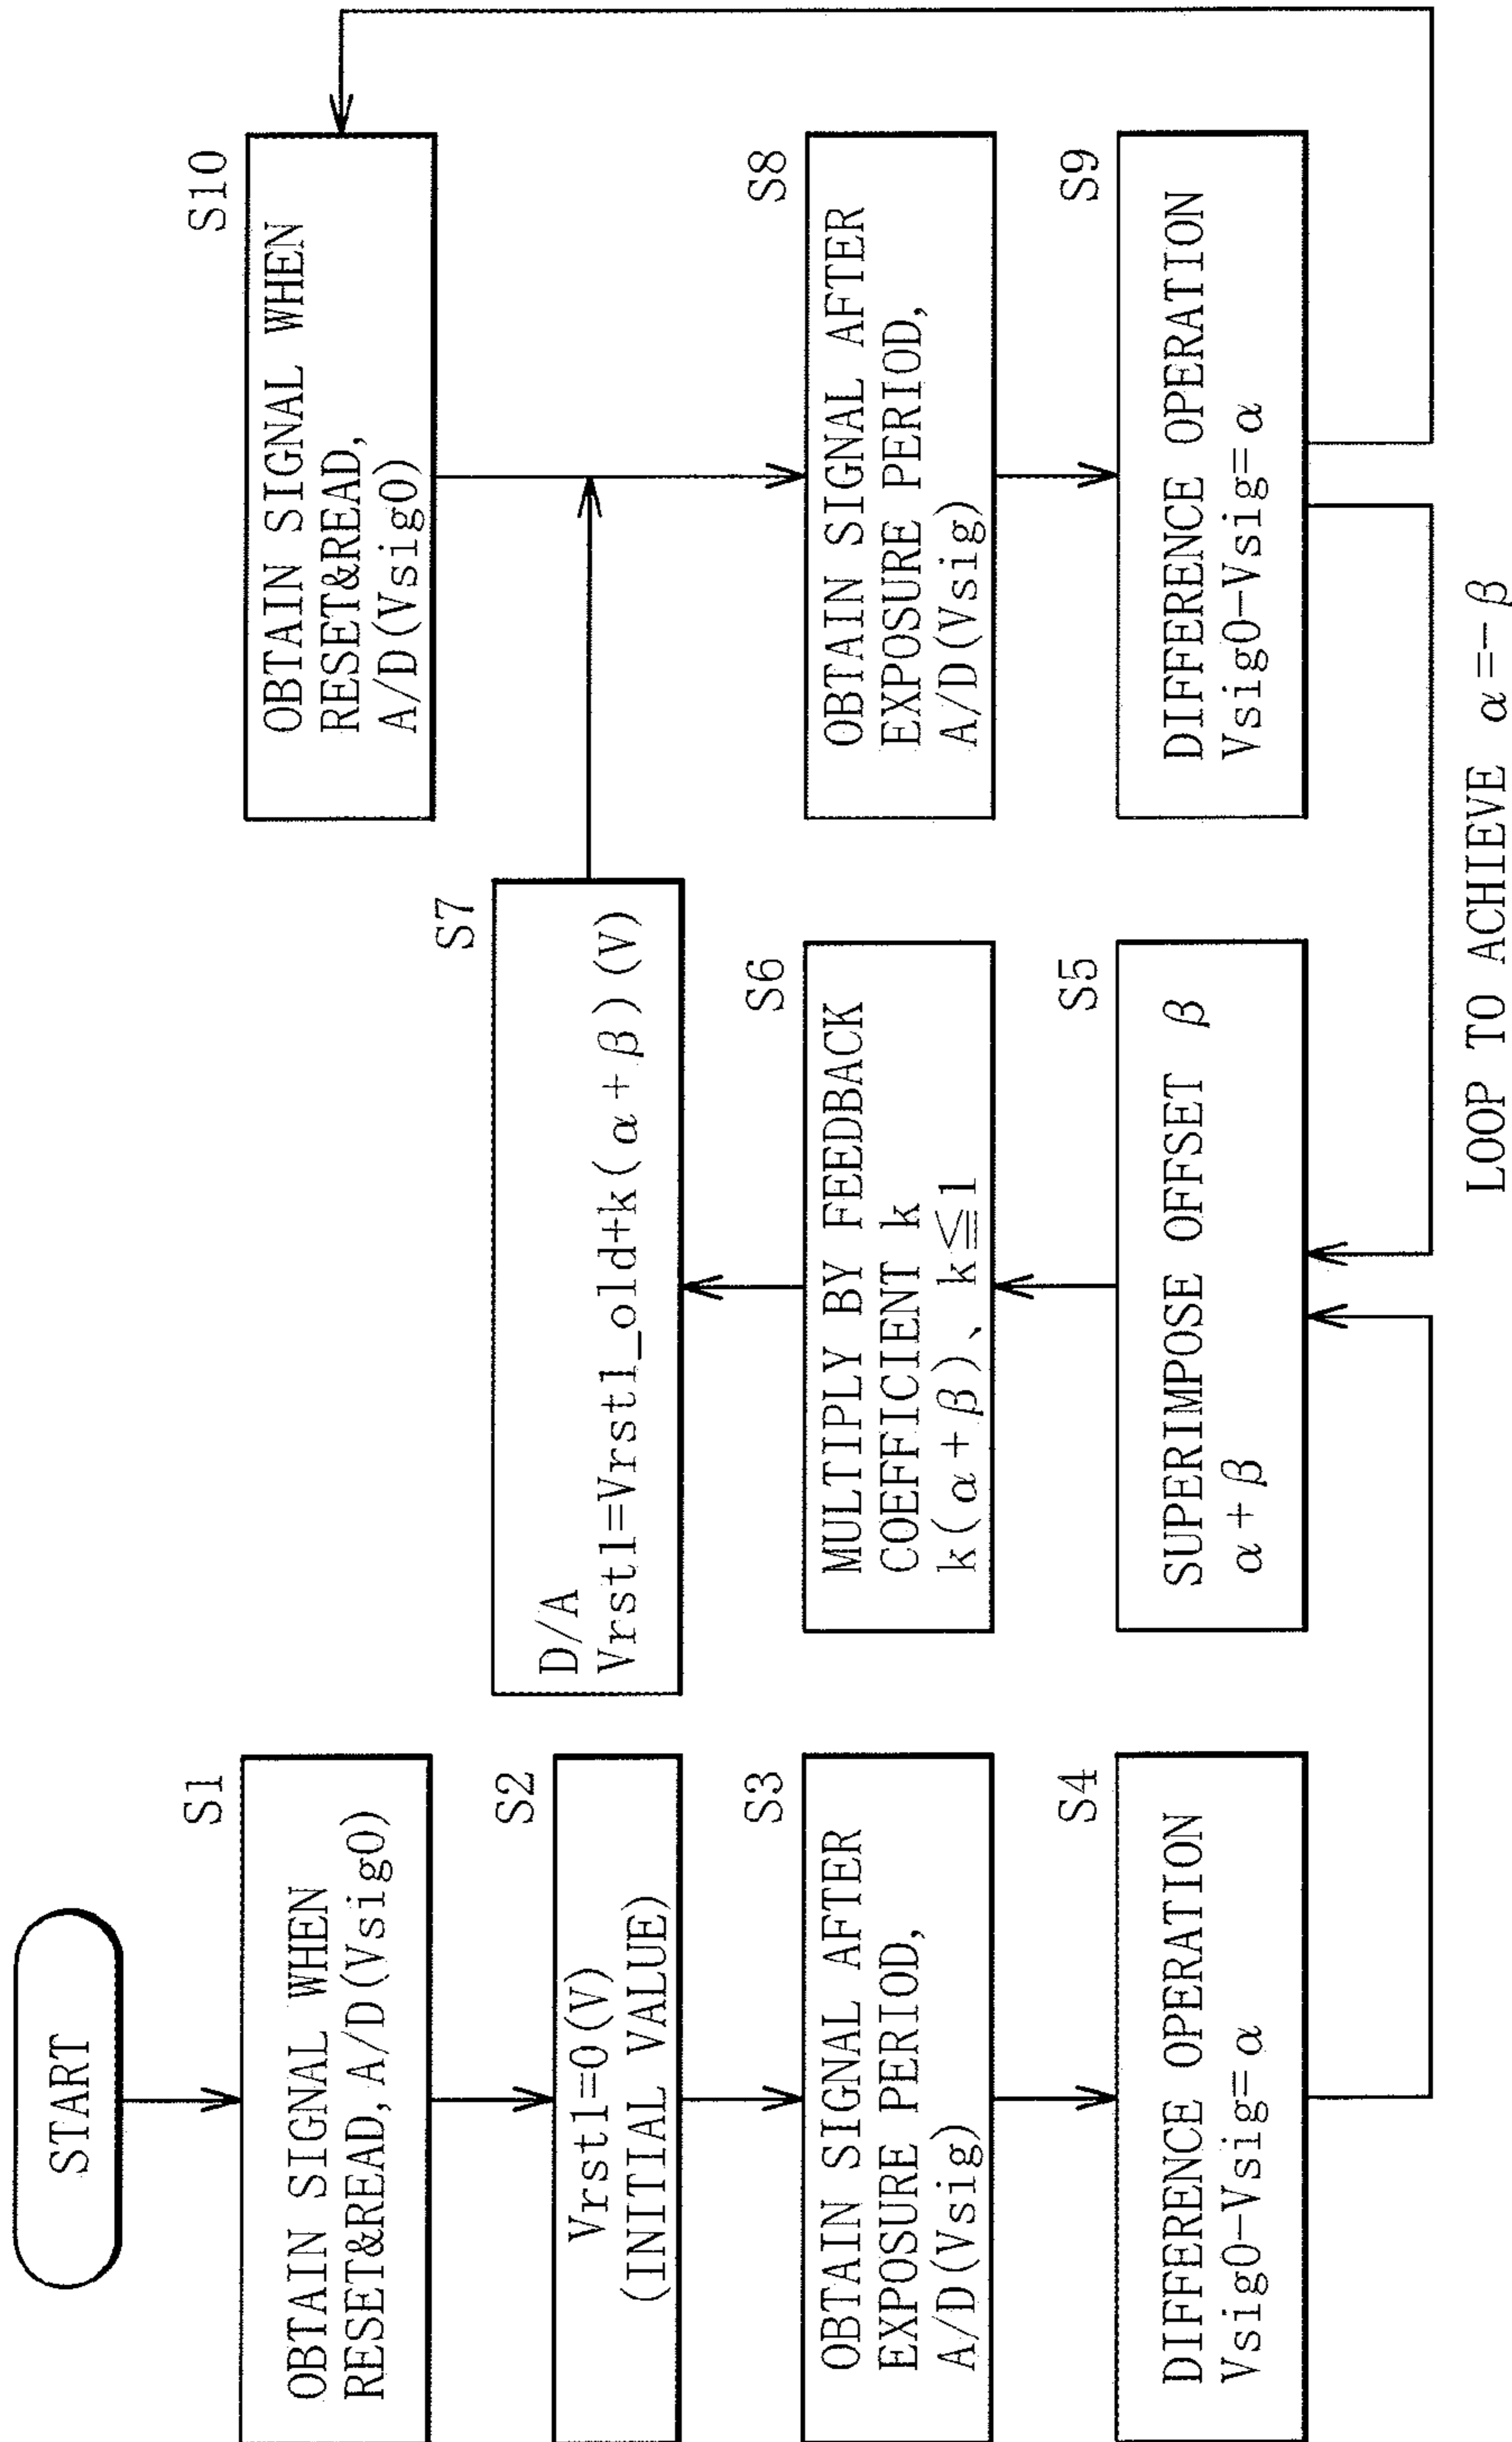 START
S1
OBTAIN SIGNAL WHEN
RESET&READ, A/D(Vsig0)
S2
Vrst1=0(V)
(INITIAL VALUE)
S3
OBTAIN SIGNAL AFTER
EXPOSURE PERIOD,
A/D(Vsig)
S4
DIFFERENCE OPERATION
Vsig0−Vsig=α
S7
D/A
Vrst1=Vrst1_old+k(α+β)(V)
S6
MULTIPLY BY FEEDBACK
COEFFICIENT k
k(α+β)、k≦1
S5
SUPERIMPOSE OFFSET β
α+β
S10
OBTAIN SIGNAL WHEN
RESET&READ,
A/D(Vsig0)
S8
OBTAIN SIGNAL AFTER
EXPOSURE PERIOD,
A/D(Vsig)
S9
DIFFERENCE OPERATION
Vsig0−Vsig=α
LOOP TO ACHIEVE α=−β